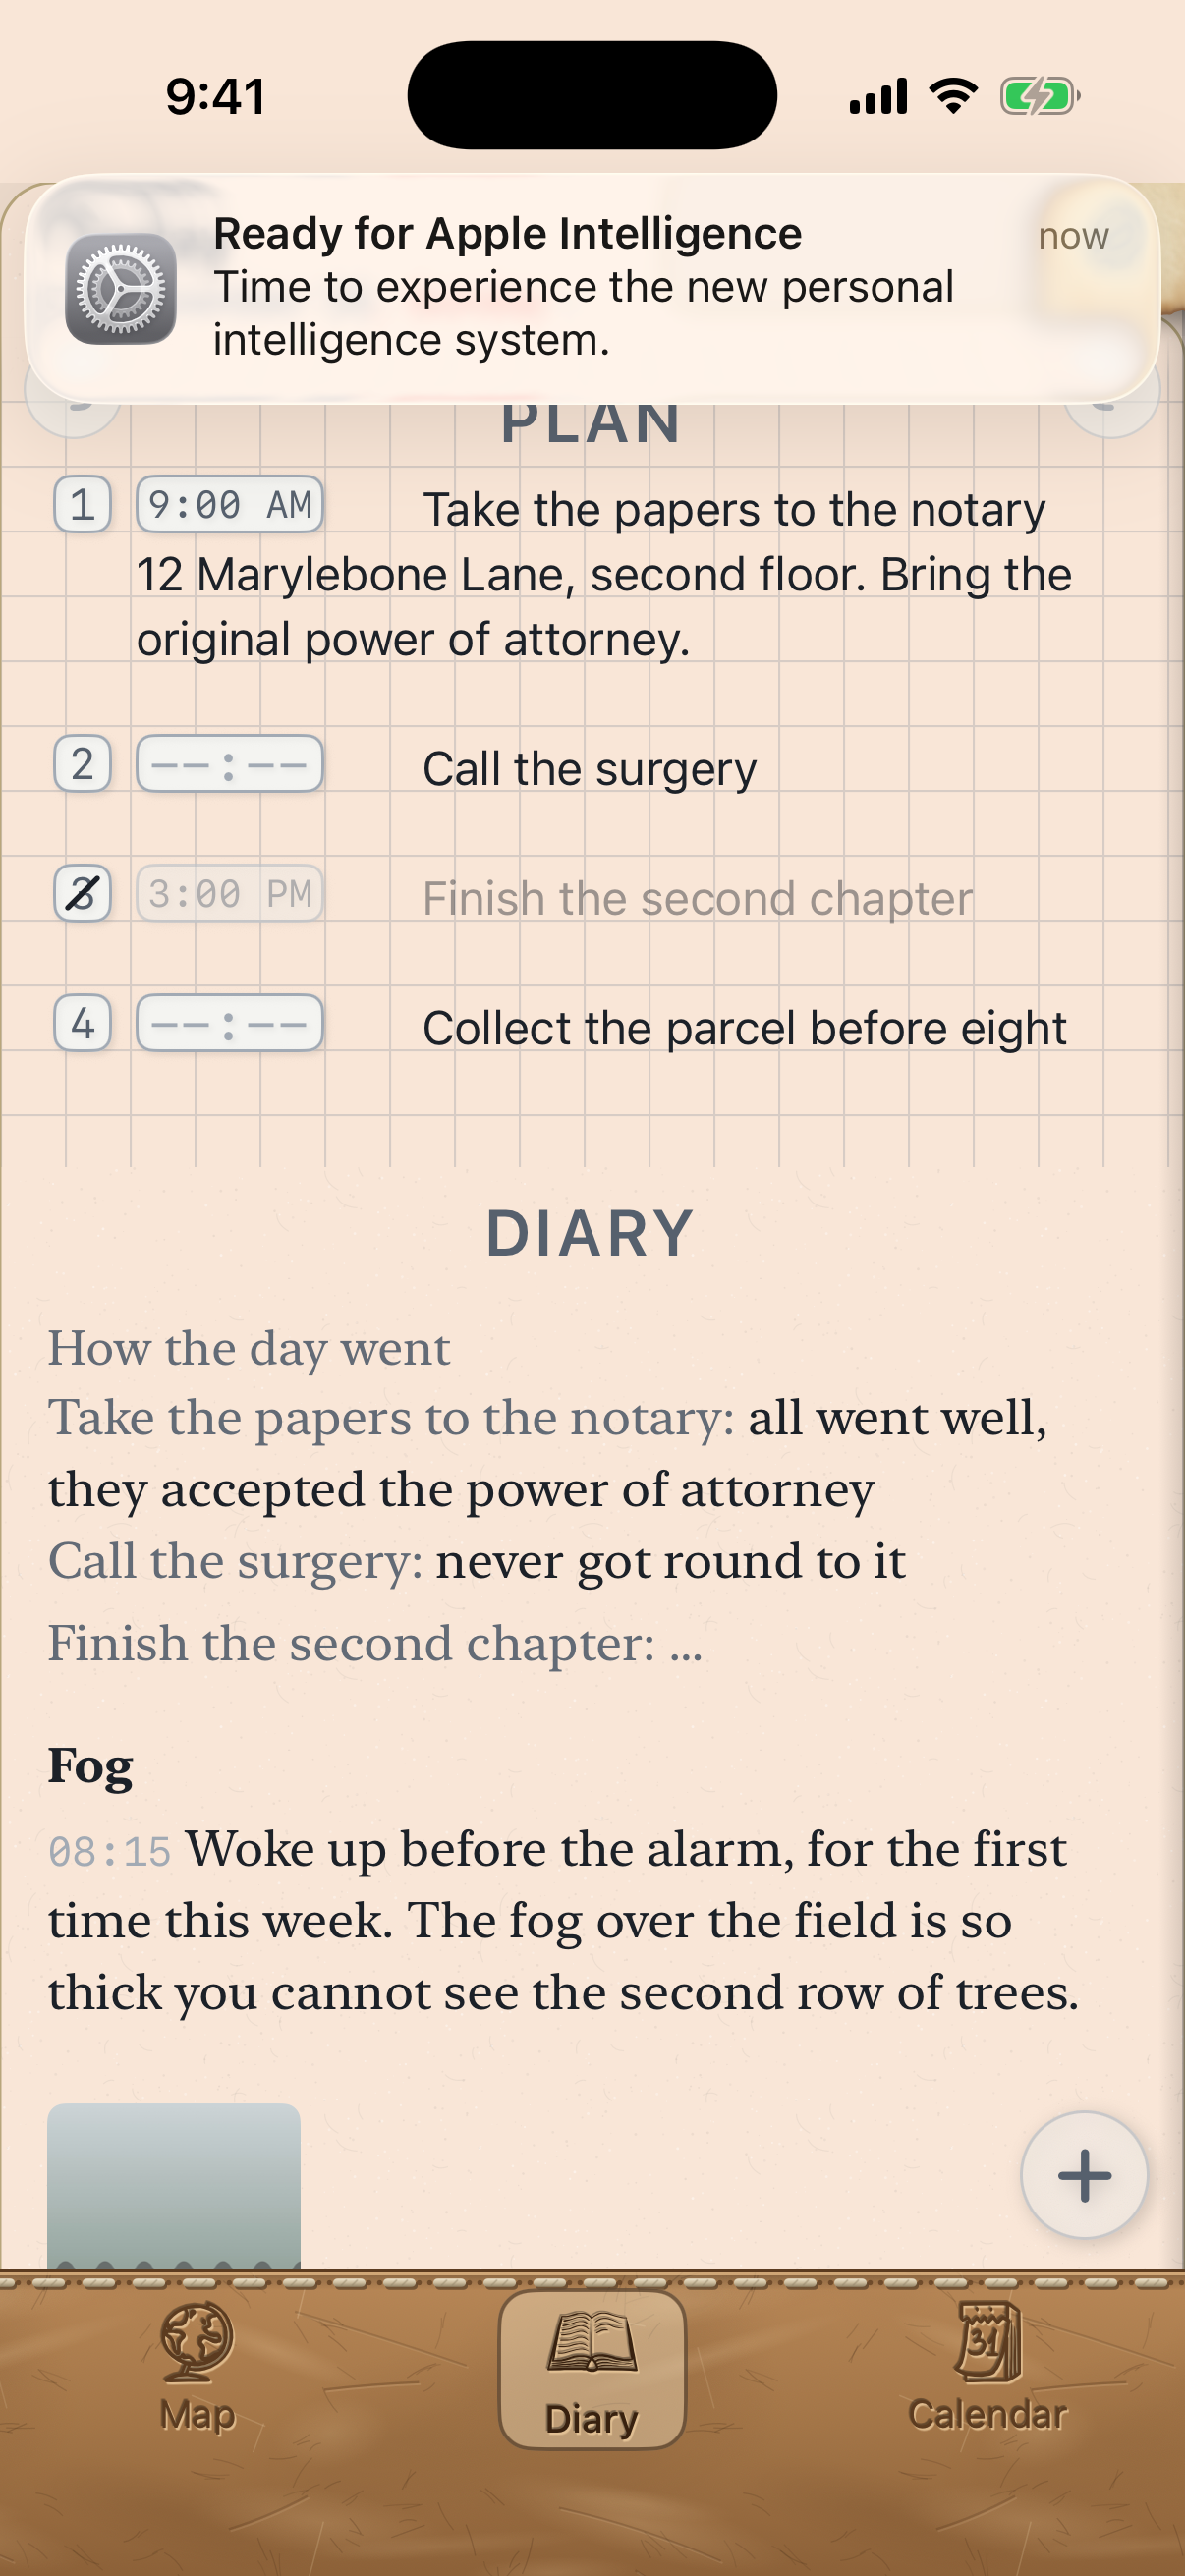 9:41
Ready for Apple Intelligence
now
Time to experience the new personal
intelligence system.
PLAN
1 9:00 AM Take the papers to the notary
12 Marylebone Lane, second floor. Bring the
original power of attorney.
2 --:-- Call the surgery
3 3:00 PM Finish the second chapter
4 --:-- Collect the parcel before eight
DIARY
How the day went
Take the papers to the notary: all went well,
they accepted the power of attorney
Call the surgery: never got round to it
Finish the second chapter: ...
Fog
08:15 Woke up before the alarm, for the first
time this week. The fog over the field is so
thick you cannot see the second row of trees.
31
Map
Diary
Calendar